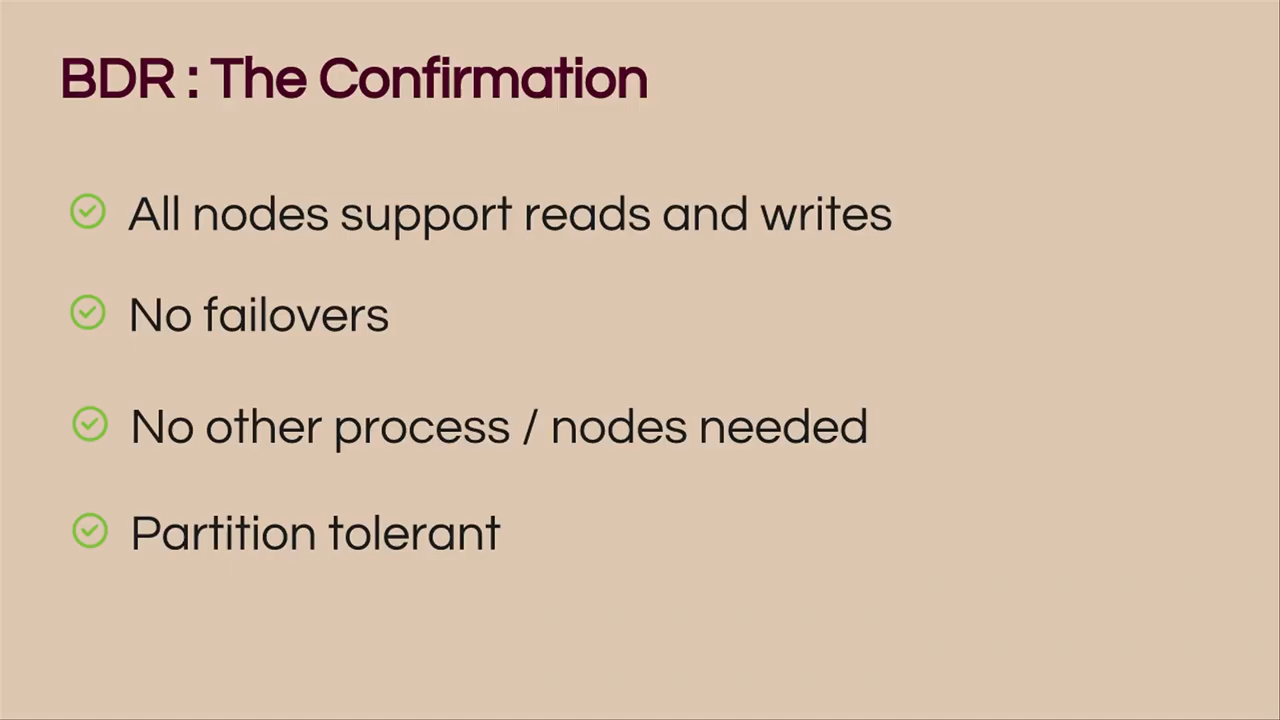 BDR : The Confirmation
All nodes support reads and writes
No failovers
No other process / nodes needed
Partition tolerant